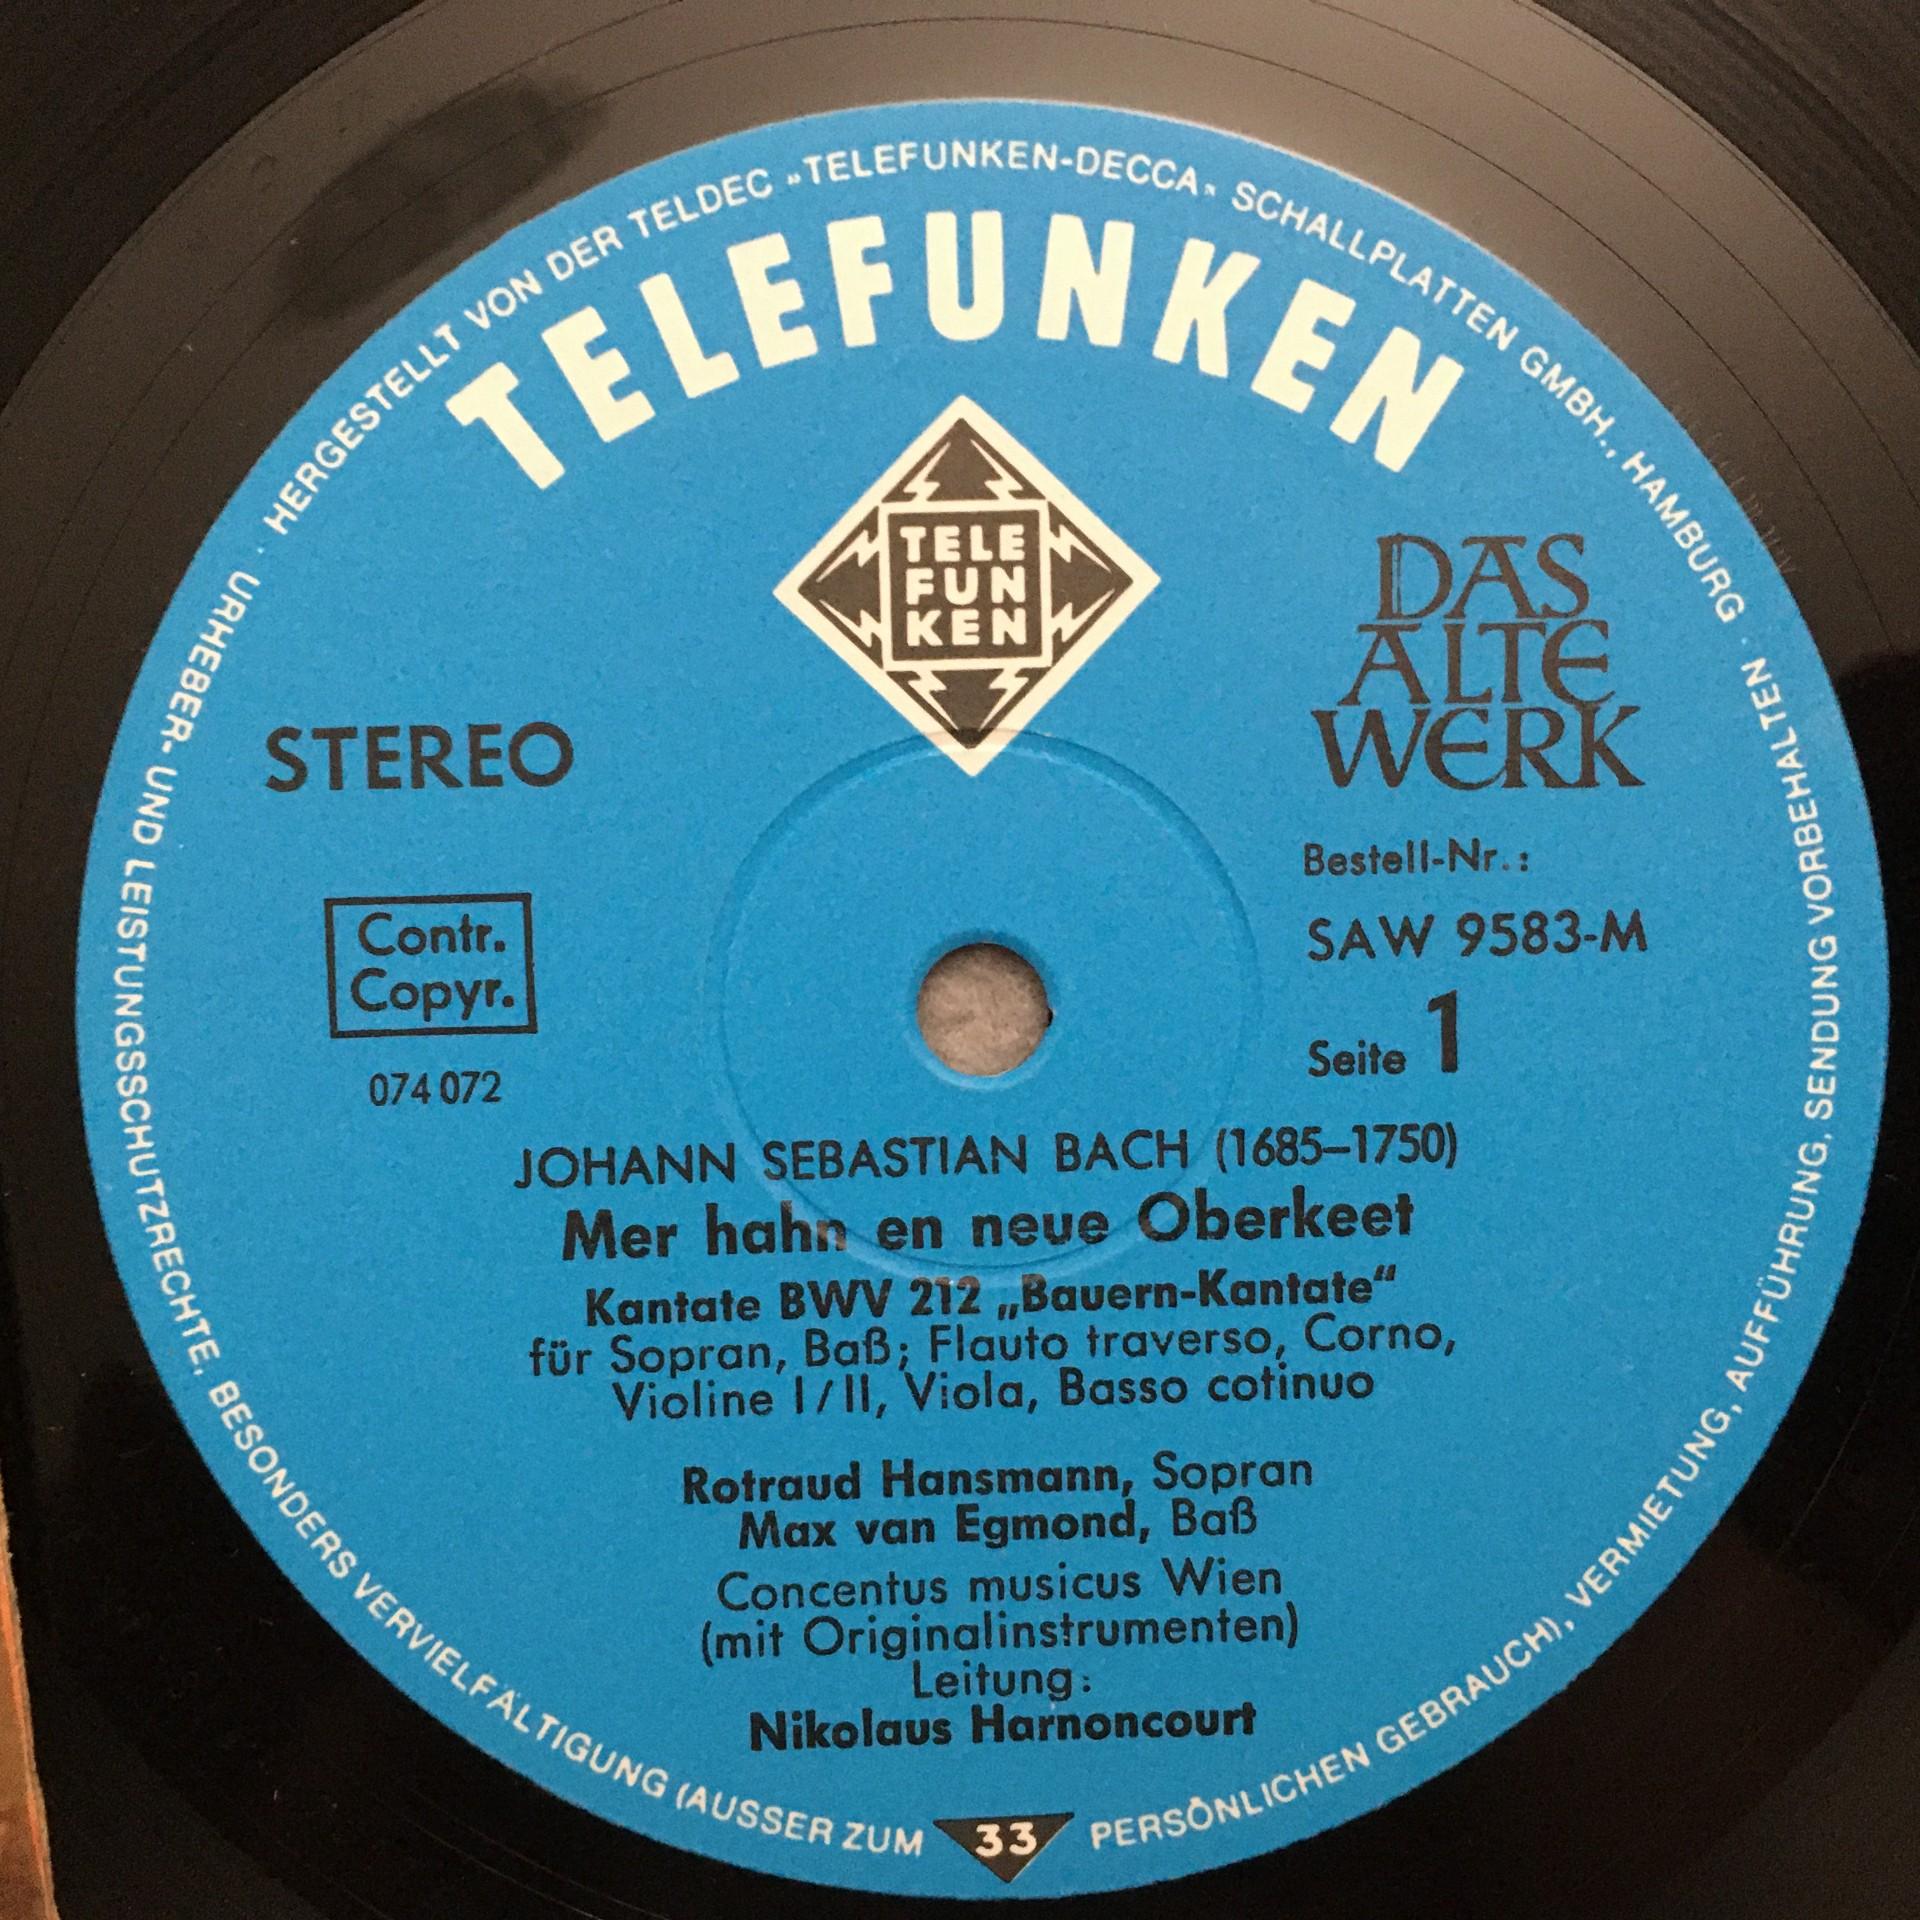 HERGESTELLT VON DER TELDEC „TELEFUNKEN-DECCA“ SCHALLPLATTEN GMBH., HAMBURG ·
URHEBER- UND LEISTUNGSSCHUTZRECHTE, BESONDERS VERVIELFÄLTIGUNG (AUSSER ZUM PERSÖNLICHEN GEBRAUCH), VERMIETUNG, AUFFÜHRUNG, SENDUNG VORBEHALTEN ·
TELEFUNKEN
TELE
FUN
KEN
DAS
ALTE
WERK
STEREO
Bestell-Nr.:
SAW 9583-M
Seite 1
Contr.
Copyr.
074 072
JOHANN SEBASTIAN BACH (1685–1750)
Mer hahn en neue Oberkeet
Kantate BWV 212 „Bauern-Kantate“
für Sopran, Baß; Flauto traverso, Corno,
Violine I/II, Viola, Basso cotinuo
Rotraud Hansmann, Sopran
Max van Egmond, Baß
Concentus musicus Wien
(mit Originalinstrumenten)
Leitung:
Nikolaus Harnoncourt
33